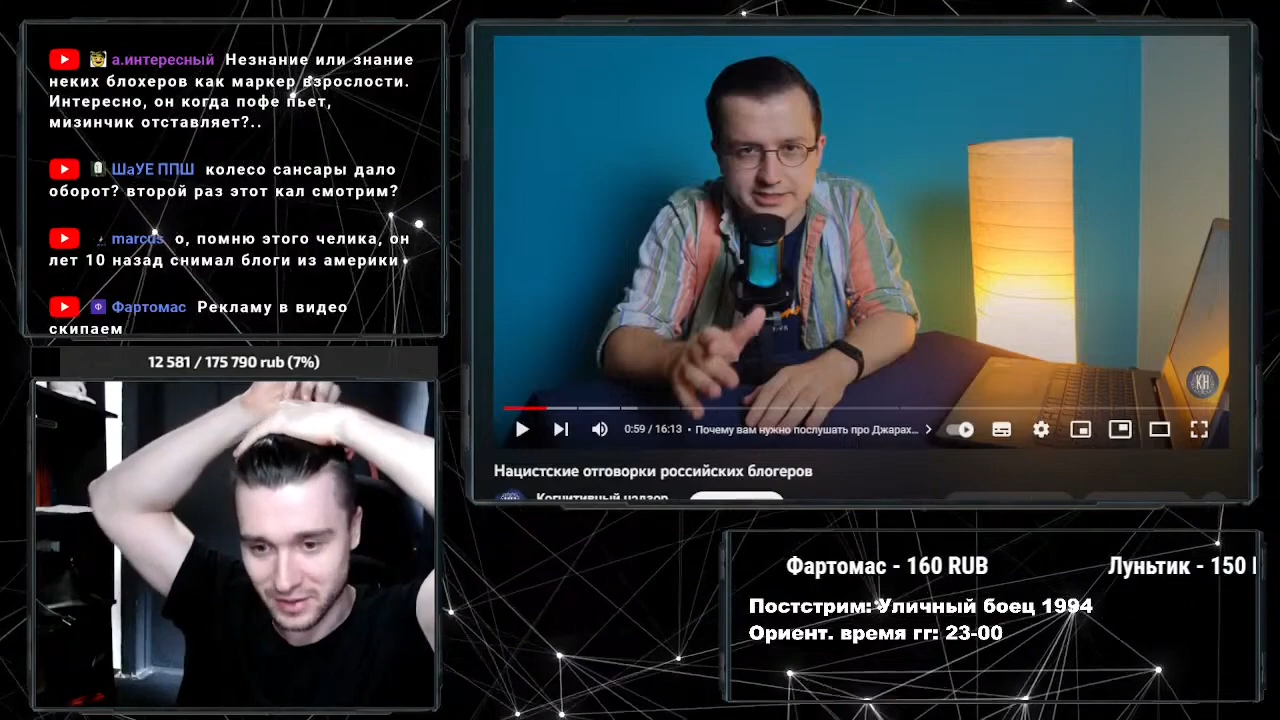 а.интересный Незнание или знание
неких блохеров как маркер взрослости.
Интересно, он когда пофе пьет,
мизинчик отставляет?..
ШаУЕ ППШ колесо сансары дало
оборот? второй раз этот кал смотрим?
marcus о, помню этого челика, он
лет 10 назад снимал блоги из америки
Ф Фартомас Рекламу в видео
скипаем
12 581 / 175 790 rub (7%)
КН
0:59 / 16:13 • Почему вам нужно послушать про Джарах...
Нацистские отговорки российских блогеров
Когнитивный надзор
Фартомас - 160 RUB
Луньтик - 150
Постстрим: Уличный боец 1994
Ориент. время гг: 23-00